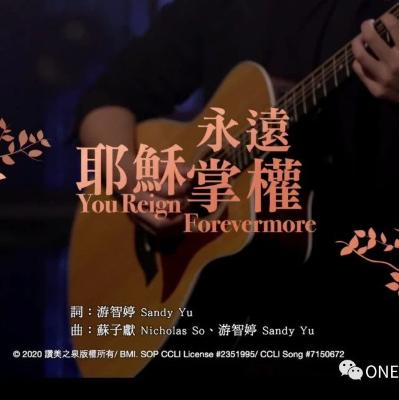 永遠
耶穌掌權
You Reign
Forevermore
詞：游智婷 Sandy Yu
曲：蘇子獻 Nicholas So、游智婷 Sandy Yu
© 2020 讚美之泉版權所有/ BMI. SOP CCLI License #2351995/ CCLI Song #7150672
ONE